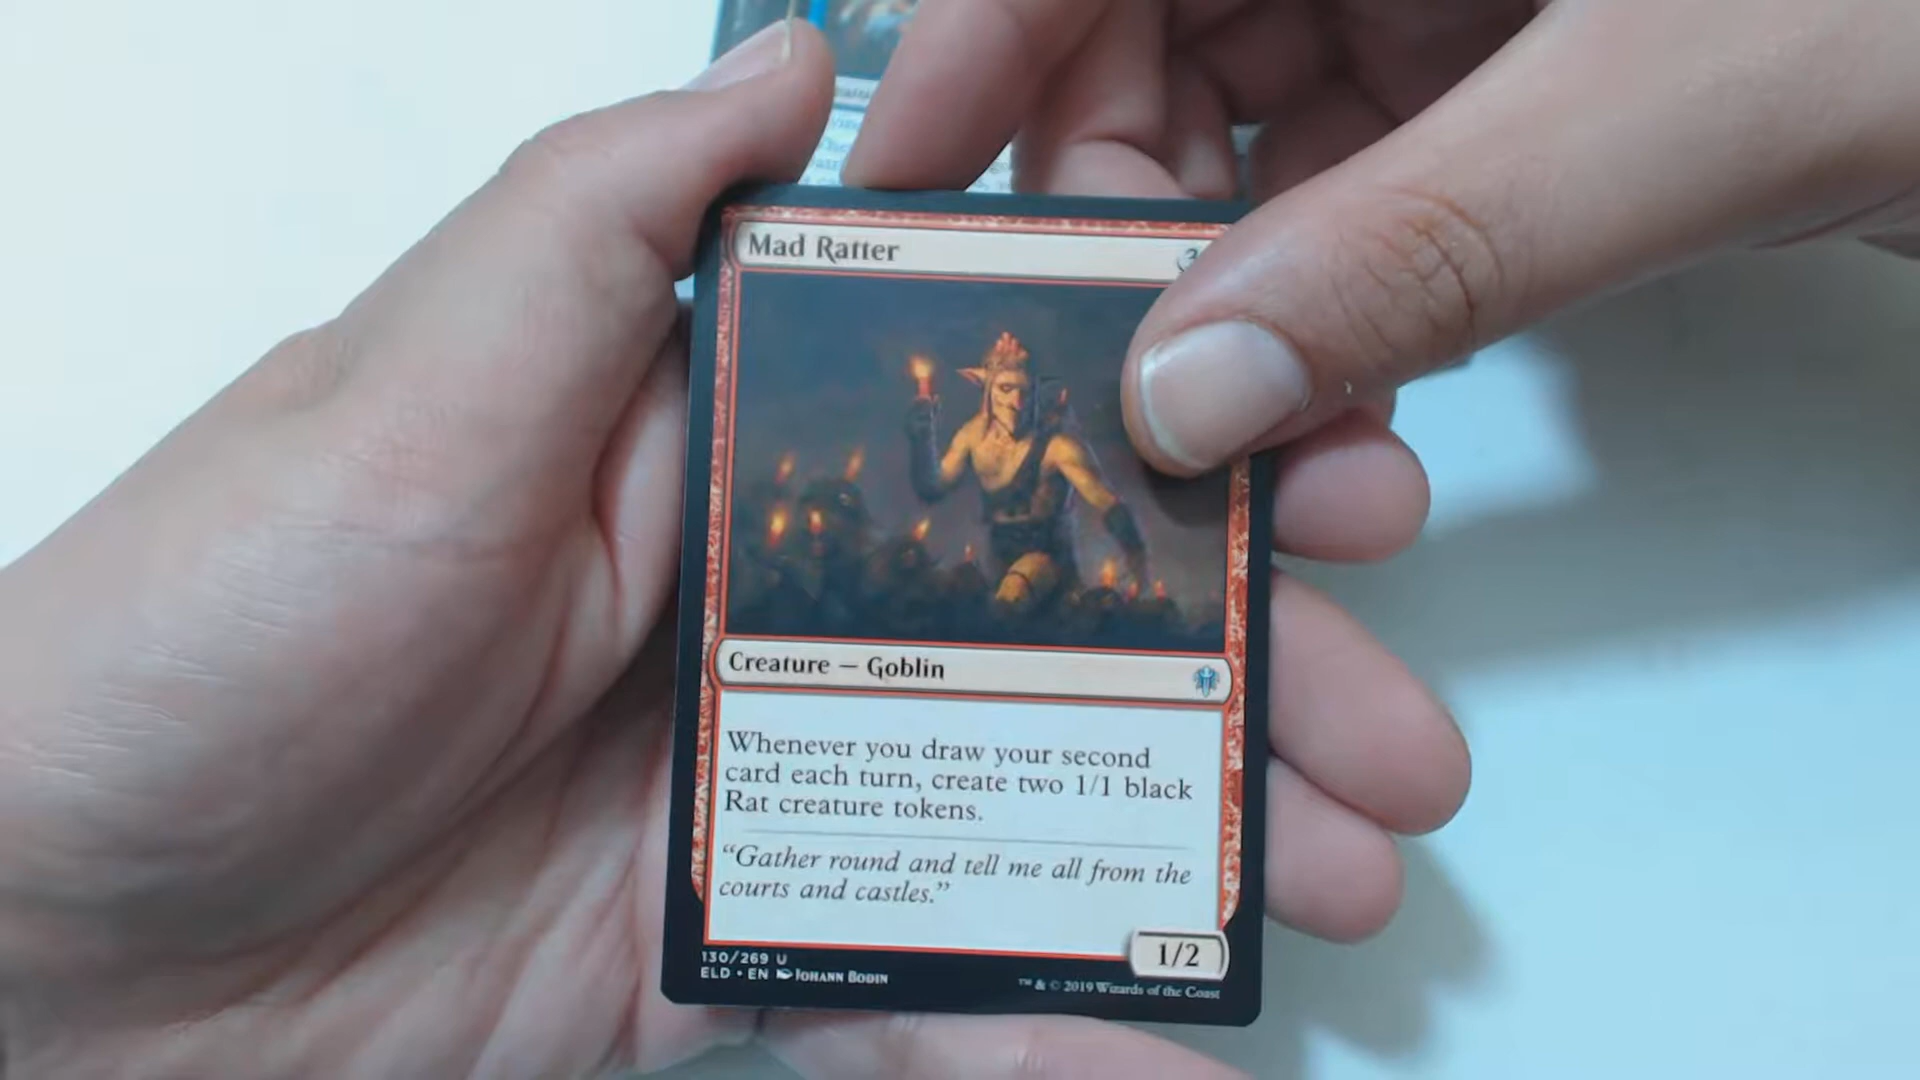 Mad Ratter 3
Creature — Goblin
Whenever you draw your second
card each turn, create two 1/1 black
Rat creature tokens.
“Gather round and tell me all from the
courts and castles.”
1/2
130/269 U
ELD • EN Johann Bodin
™ & © 2019 Wizards of the Coast